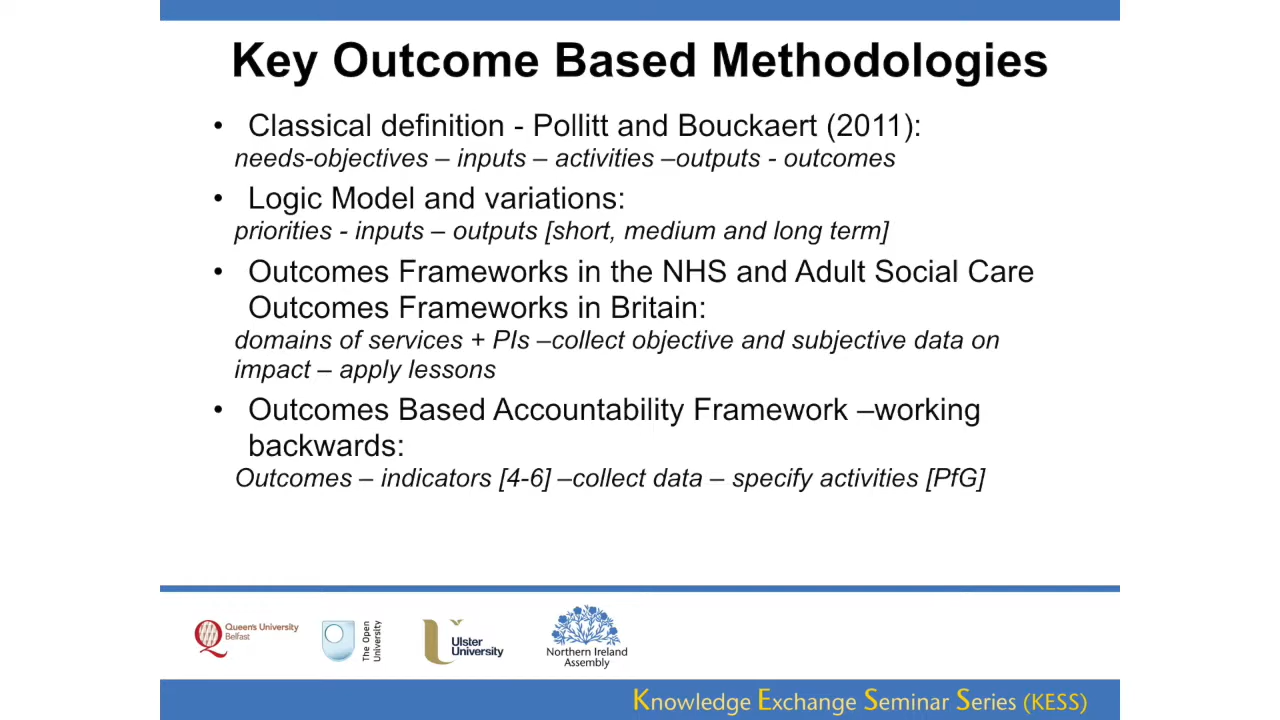 Key Outcome Based Methodologies
• Classical definition - Pollitt and Bouckaert (2011):
needs-objectives – inputs – activities –outputs - outcomes
• Logic Model and variations:
priorities - inputs – outputs [short, medium and long term]
• Outcomes Frameworks in the NHS and Adult Social Care
Outcomes Frameworks in Britain:
domains of services + PIs –collect objective and subjective data on
impact – apply lessons
• Outcomes Based Accountability Framework –working
backwards:
Outcomes – indicators [4-6] –collect data – specify activities [PfG]
Queen's University
Belfast
The Open
University
Ulster
University
Northern Ireland
Assembly
Knowledge Exchange Seminar Series (KESS)